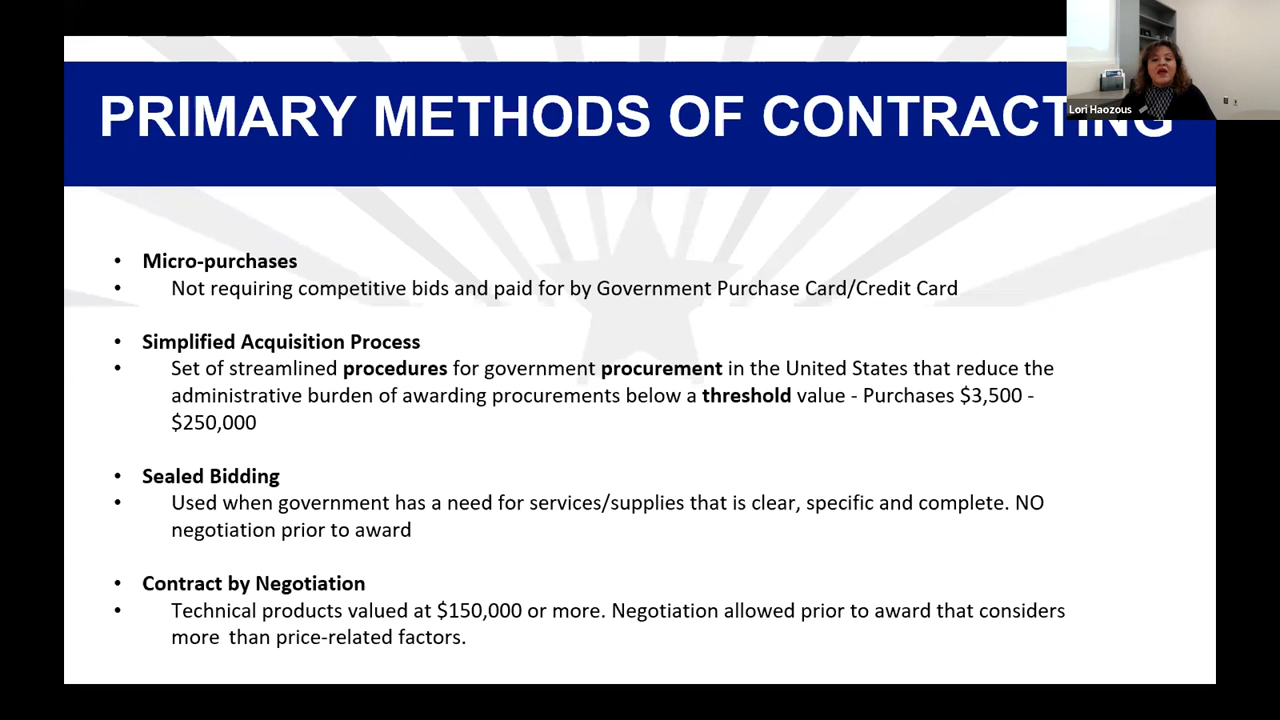 PRIMARY METHODS OF CONTRACTING
Lori Haozous
• Micro-purchases
• Not requiring competitive bids and paid for by Government Purchase Card/Credit Card
• Simplified Acquisition Process
• Set of streamlined procedures for government procurement in the United States that reduce the
administrative burden of awarding procurements below a threshold value - Purchases $3,500 -
$250,000
• Sealed Bidding
• Used when government has a need for services/supplies that is clear, specific and complete. NO
negotiation prior to award
• Contract by Negotiation
• Technical products valued at $150,000 or more. Negotiation allowed prior to award that considers
more than price-related factors.